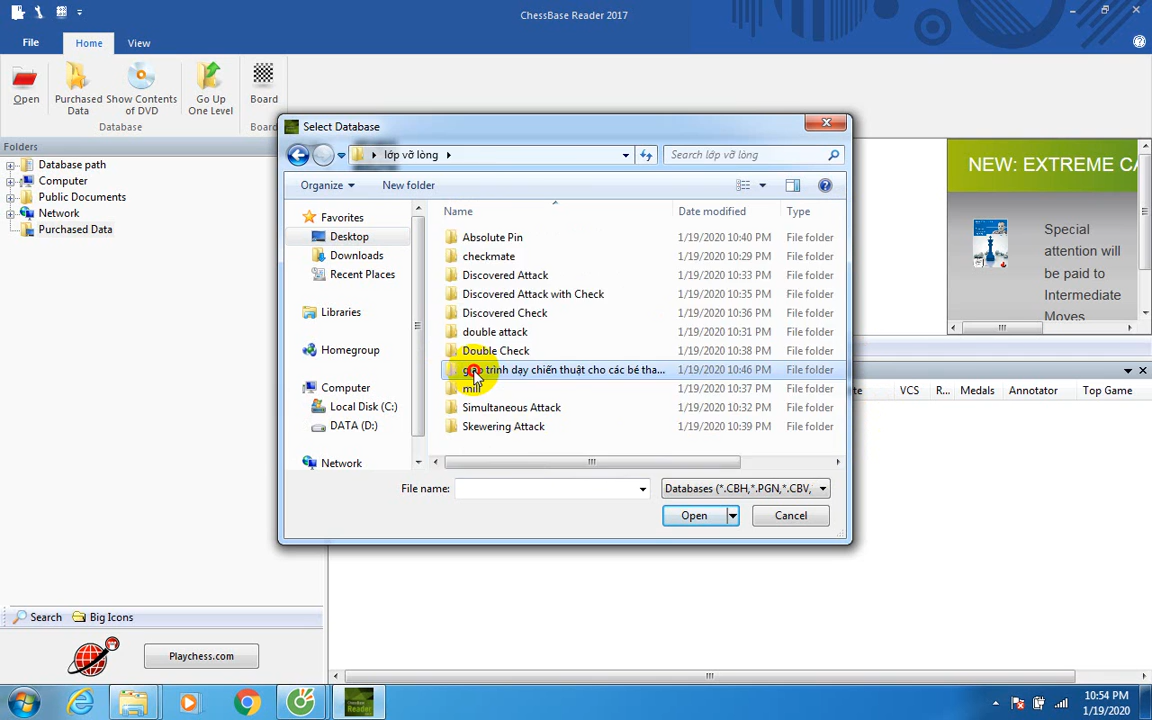 ChessBase Reader 2017
File
Home
View
Open
Purchased Data
Show Contents of DVD
Go Up One Level
Board
Database
Board
Folders
Database path
Computer
Public Documents
Network
Purchased Data
Search
Big Icons
Playchess.com
Select Database
lớp vỡ lòng
Search lớp vỡ lòng
Organize
New folder
Favorites
Desktop
Downloads
Recent Places
Libraries
Homegroup
Computer
Local Disk (C:)
DATA (D:)
Network
Name
Date modified
Type
Absolute Pin 1/19/2020 10:40 PM File folder
checkmate 1/19/2020 10:29 PM File folder
Discovered Attack 1/19/2020 10:33 PM File folder
Discovered Attack with Check 1/19/2020 10:35 PM File folder
Discovered Check 1/19/2020 10:36 PM File folder
double attack 1/19/2020 10:31 PM File folder
Double Check 1/19/2020 10:38 PM File folder
giáo trình dạy chiến thuật cho các bé tha... 1/19/2020 10:46 PM File folder
mill 1/19/2020 10:37 PM File folder
Simultaneous Attack 1/19/2020 10:32 PM File folder
Skewering Attack 1/19/2020 10:39 PM File folder
File name:
Databases (*.CBH,*.PGN,*.CBV,
Open
Cancel
NEW: EXTREME CA
Special
attention will
be paid to
Intermediate
Moves
VCS
R...
Medals
Annotator
Top Game
10:54 PM
1/19/2020